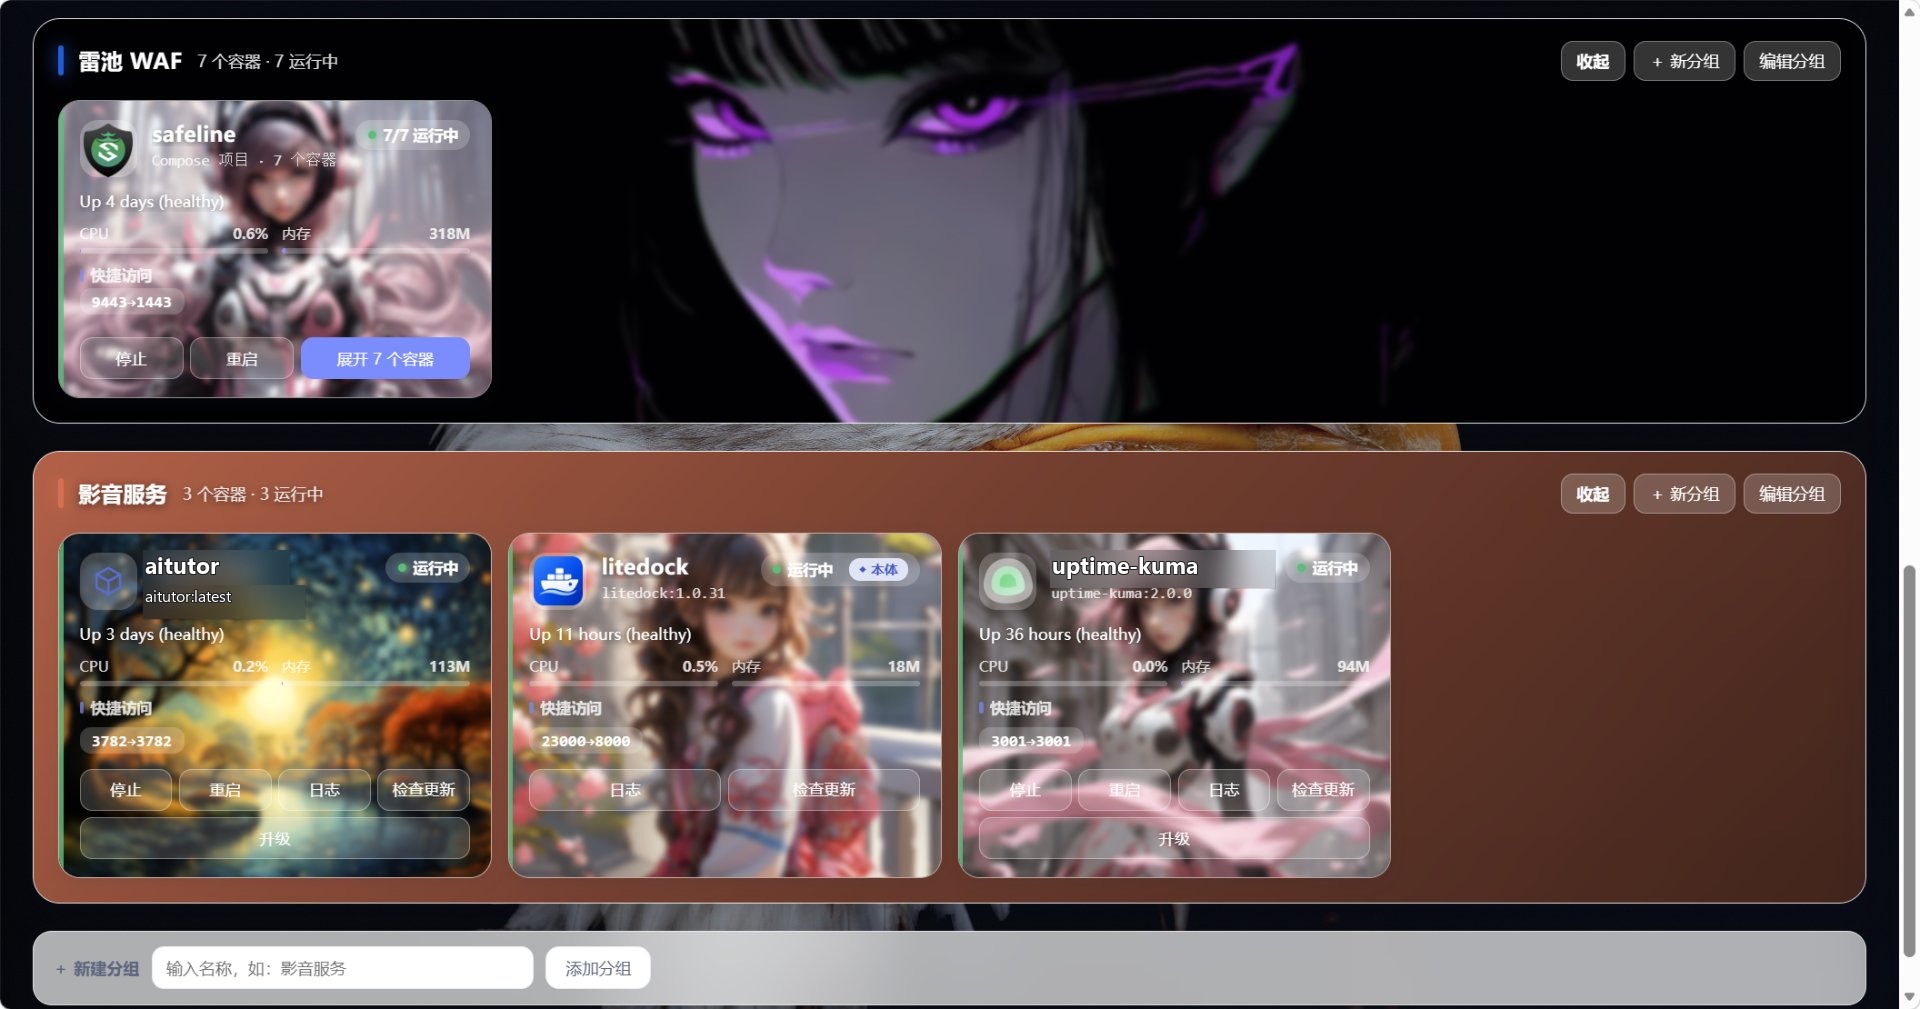 雷池 WAF 7 个容器 · 7 运行中
收起 + 新分组 编辑分组
safeline
7/7 运行中
Compose 项目 · 7 个容器
Up 4 days (healthy)
CPU 0.6% 内存 318M
快捷访问
9443→1443
停止 重启 展开 7 个容器
影音服务 3 个容器 · 3 运行中
收起 + 新分组 编辑分组
aitutor
运行中
aitutor:latest
Up 3 days (healthy)
CPU 0.2% 内存 113M
快捷访问
3782→3782
停止 重启 日志 检查更新
升级
litedock
运行中 本体
litedock:1.0.31
Up 11 hours (healthy)
CPU 0.5% 内存 18M
快捷访问
23000→8000
日志 检查更新
uptime-kuma
运行中
uptime-kuma:2.0.0
Up 36 hours (healthy)
CPU 0.0% 内存 94M
快捷访问
3001→3001
停止 重启 日志 检查更新
升级
+ 新建分组 输入名称，如：影音服务 添加分组